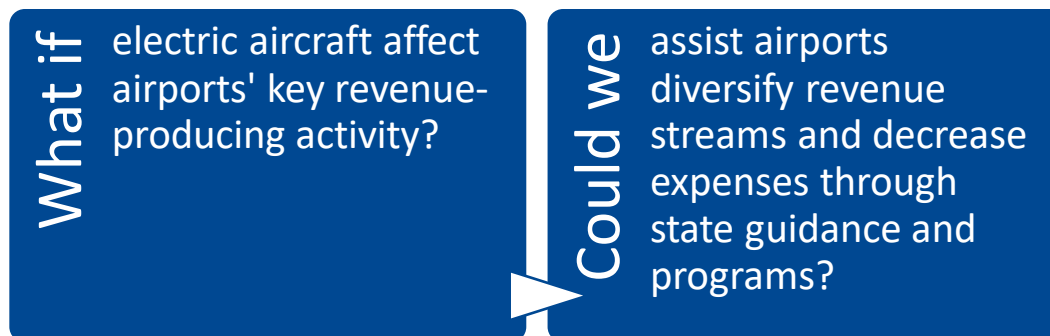 What if
electric aircraft affect
airports' key revenue-
producing activity?
Could we
assist airports
diversify revenue
streams and decrease
expenses through
state guidance and
programs?